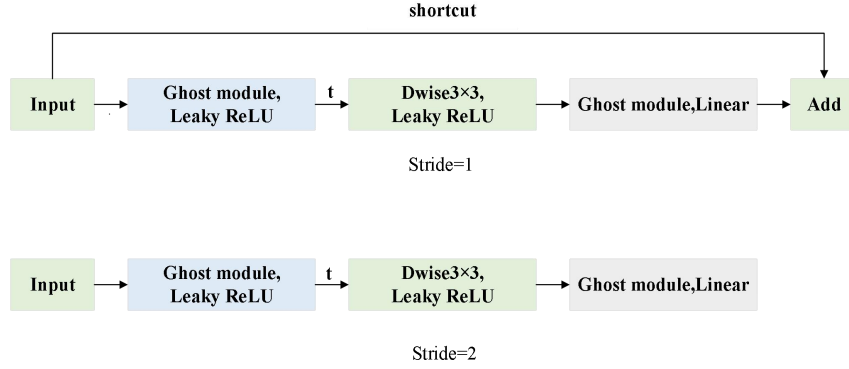 shortcut
Input
Ghost module,
Leaky ReLU
t
Dwise3×3,
Leaky ReLU
Ghost module,Linear
Add
Stride=1
Input
Ghost module,
Leaky ReLU
t
Dwise3×3,
Leaky ReLU
Ghost module,Linear
Stride=2